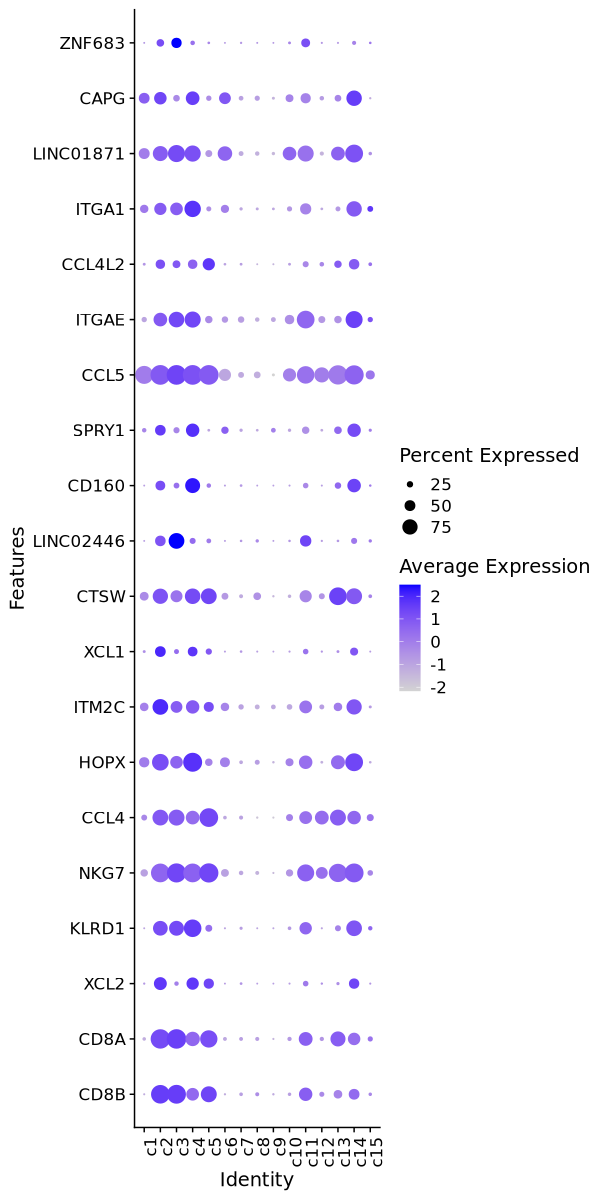 ZNF683
CAPG
LINC01871
ITGA1
CCL4L2
ITGAE
CCL5
SPRY1
CD160
LINC02446
CTSW
XCL1
ITM2C
HOPX
CCL4
NKG7
KLRD1
XCL2
CD8A
CD8B
Features
c1 c2 c3 c4 c5 c6 c7 c8 c9 c10 c11 c12 c13 c14 c15
Identity
Percent Expressed
25
50
75
Average Expression
2
1
0
-1
-2